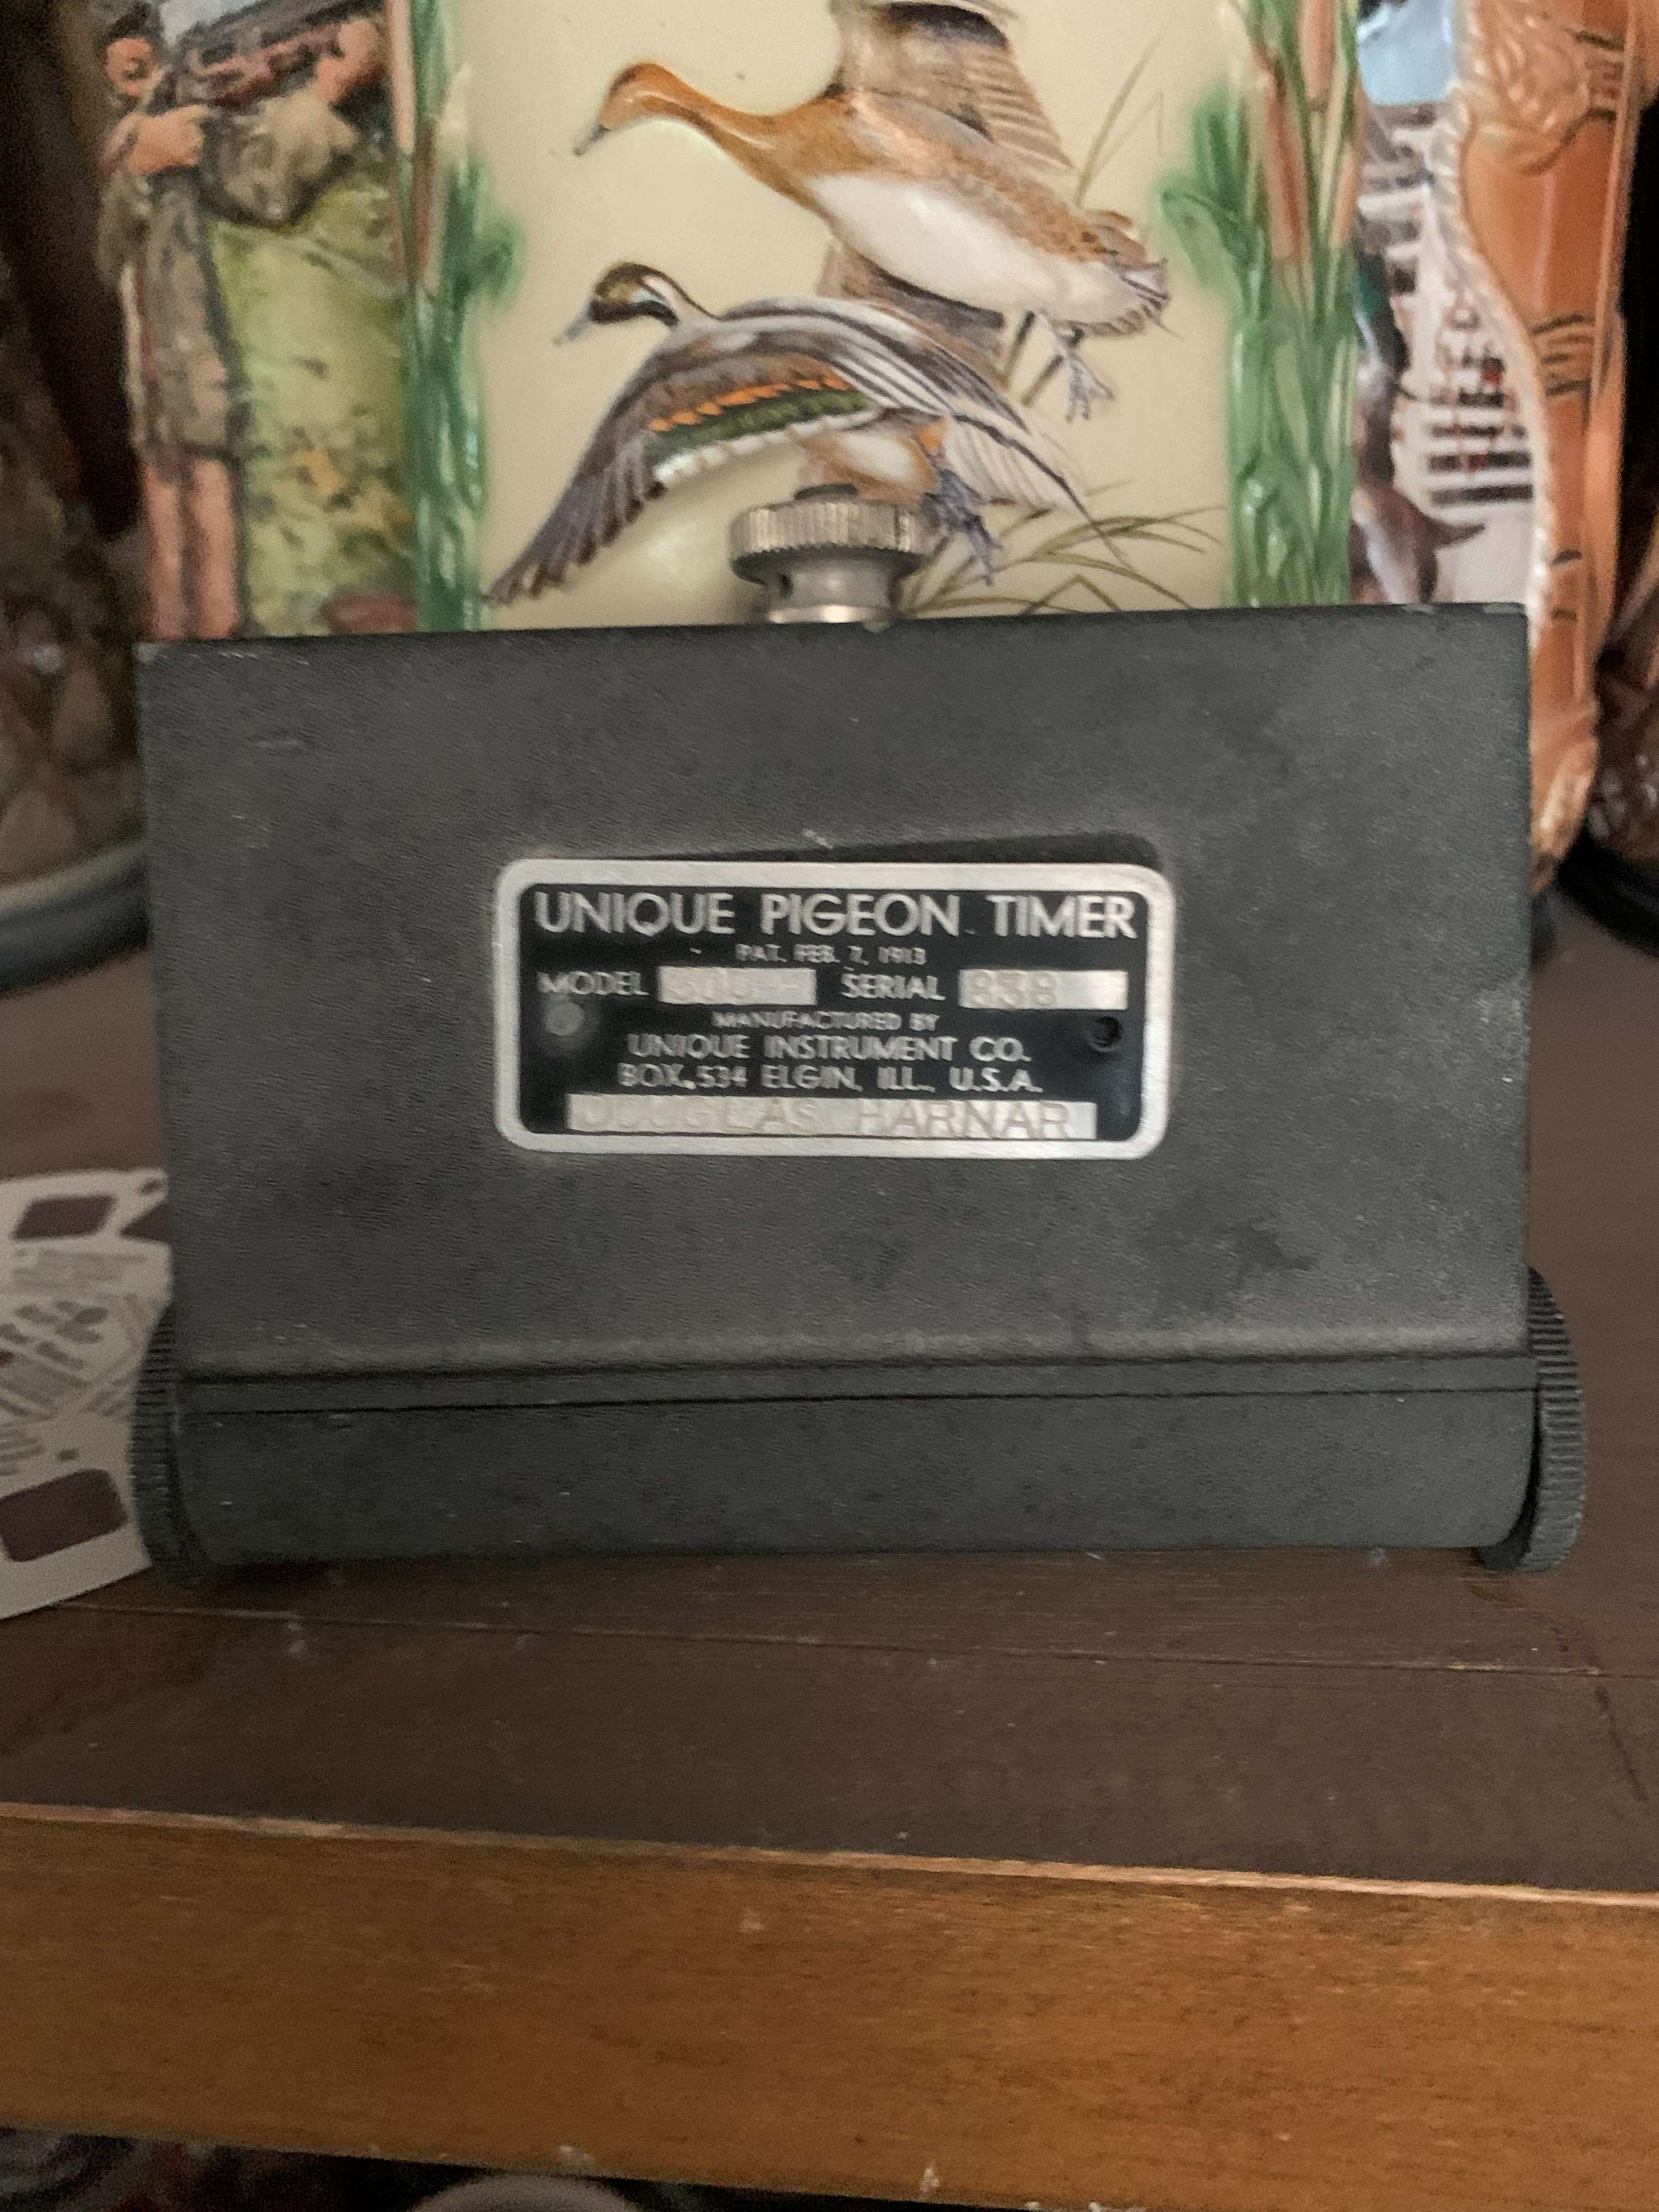 UNIQUE PIGEON TIMER
PAT. FEB. 7, 1913
MODEL SERIAL 838
MANUFACTURED BY
UNIQUE INSTRUMENT CO.
BOX 534 ELGIN, ILL., U.S.A.
DOUGLAS HARNAR